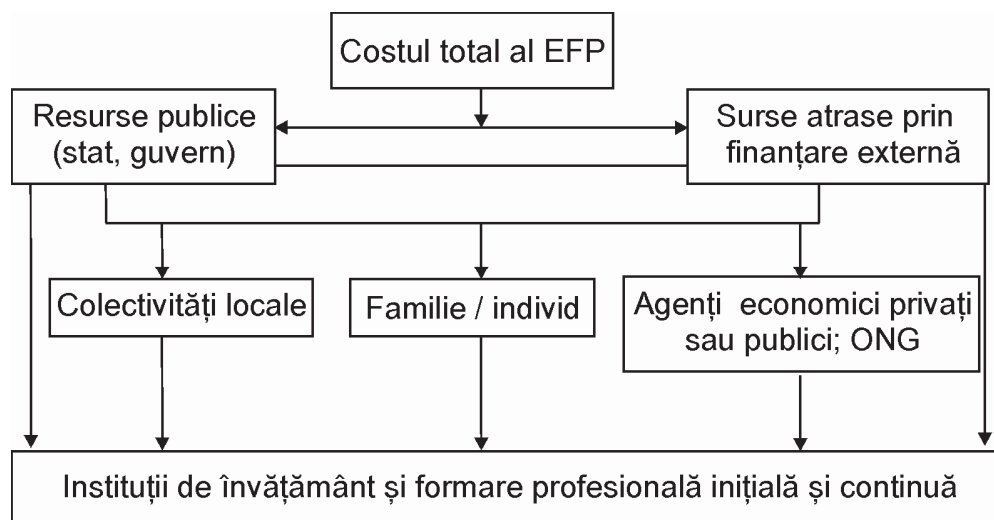 Costul total al EFP
Resurse publice
(stat, guvern)
Surse atrase prin
finanțare externă
Colectivități locale
Familie / individ
Agenți economici privați
sau publici; ONG
Instituții de învățământ și formare profesională inițială și continuă